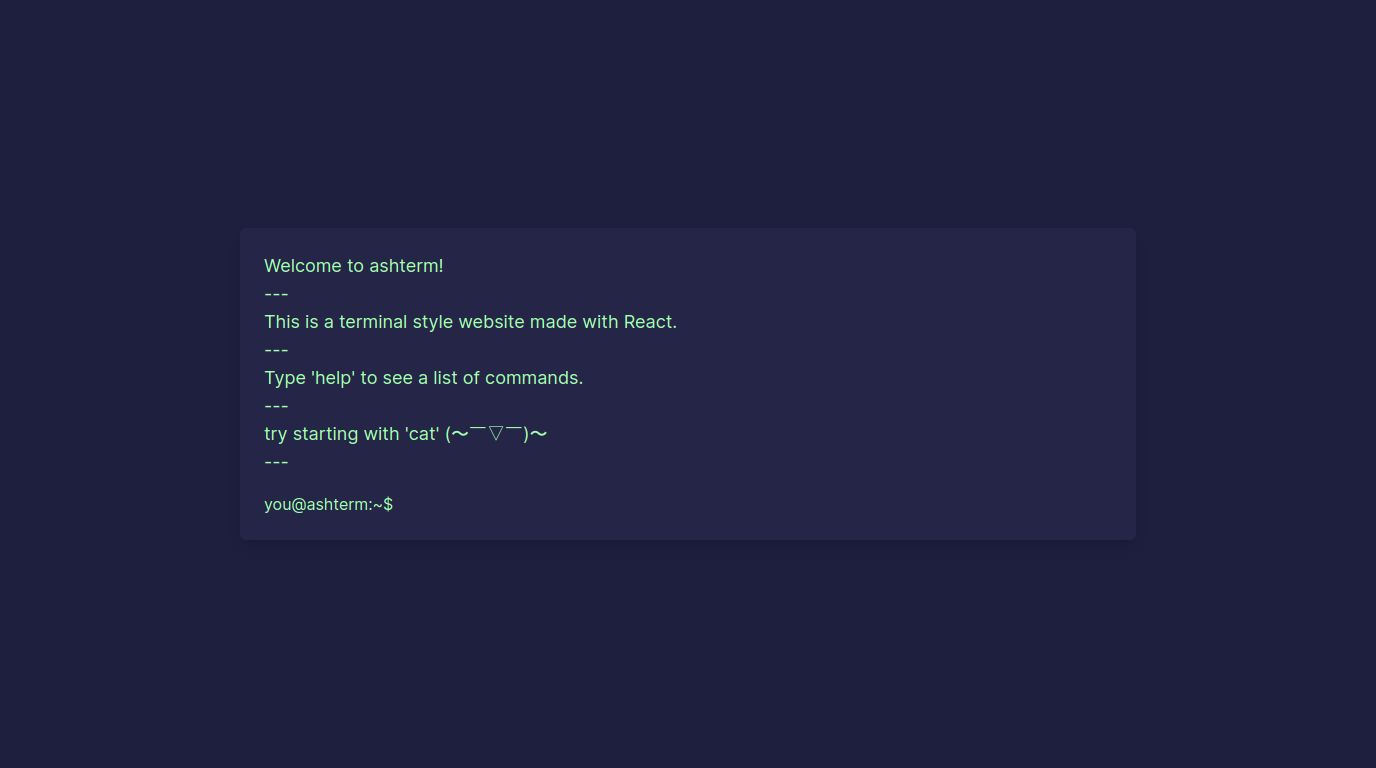 Welcome to ashterm!
---
This is a terminal style website made with React.
---
Type 'help' to see a list of commands.
---
try starting with 'cat' (〜￣▽￣)〜
---
you@ashterm:~$